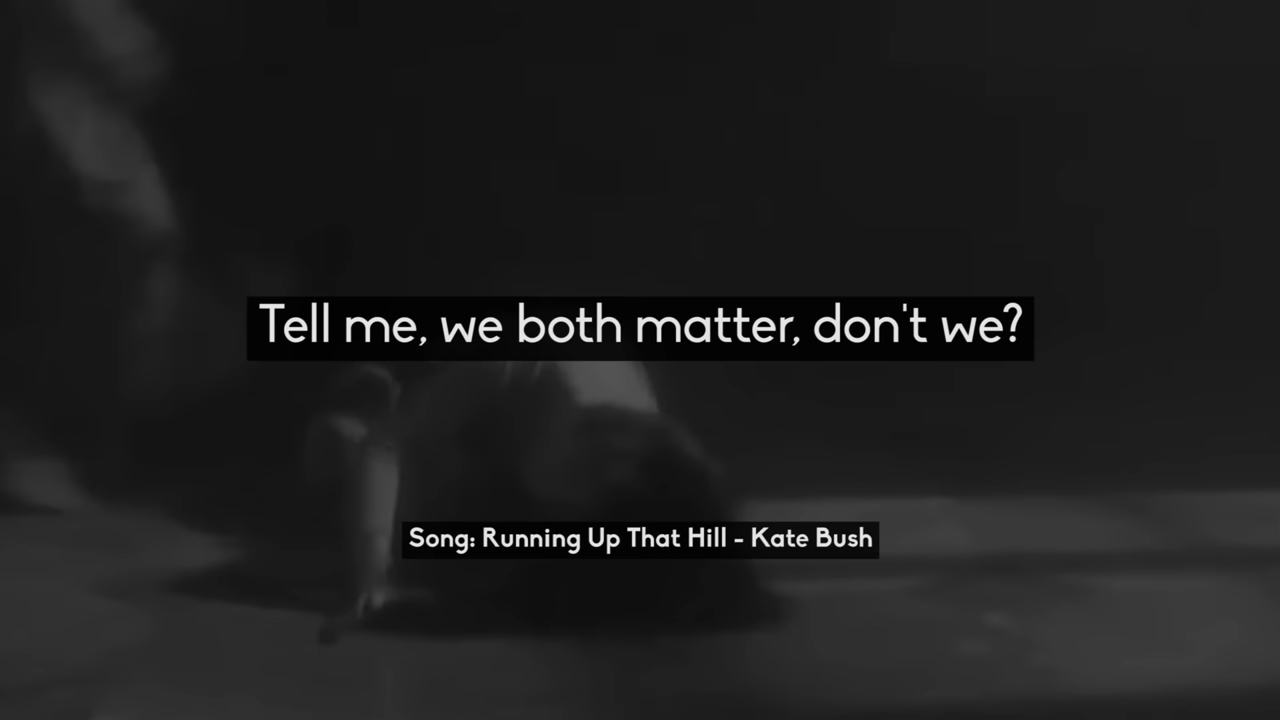 Tell me, we both matter, don't we?
Song: Running Up That Hill - Kate Bush